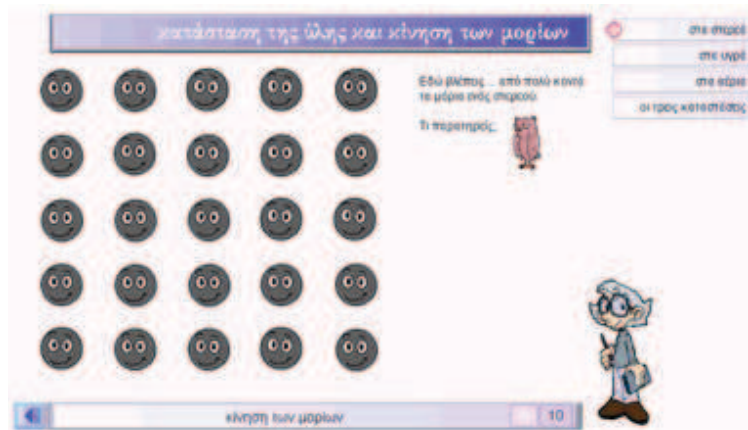 κατάσταση της ύλης και κίνηση των μορίων
στα στερεά
στα υγρά
στα αέρια
οι τρεις καταστάσεις
Εδώ βλέπεις ... από πολύ κοντά
τα μόρια ενός στερεού.
Τι παρατηρείς;
κίνηση των μορίων
10